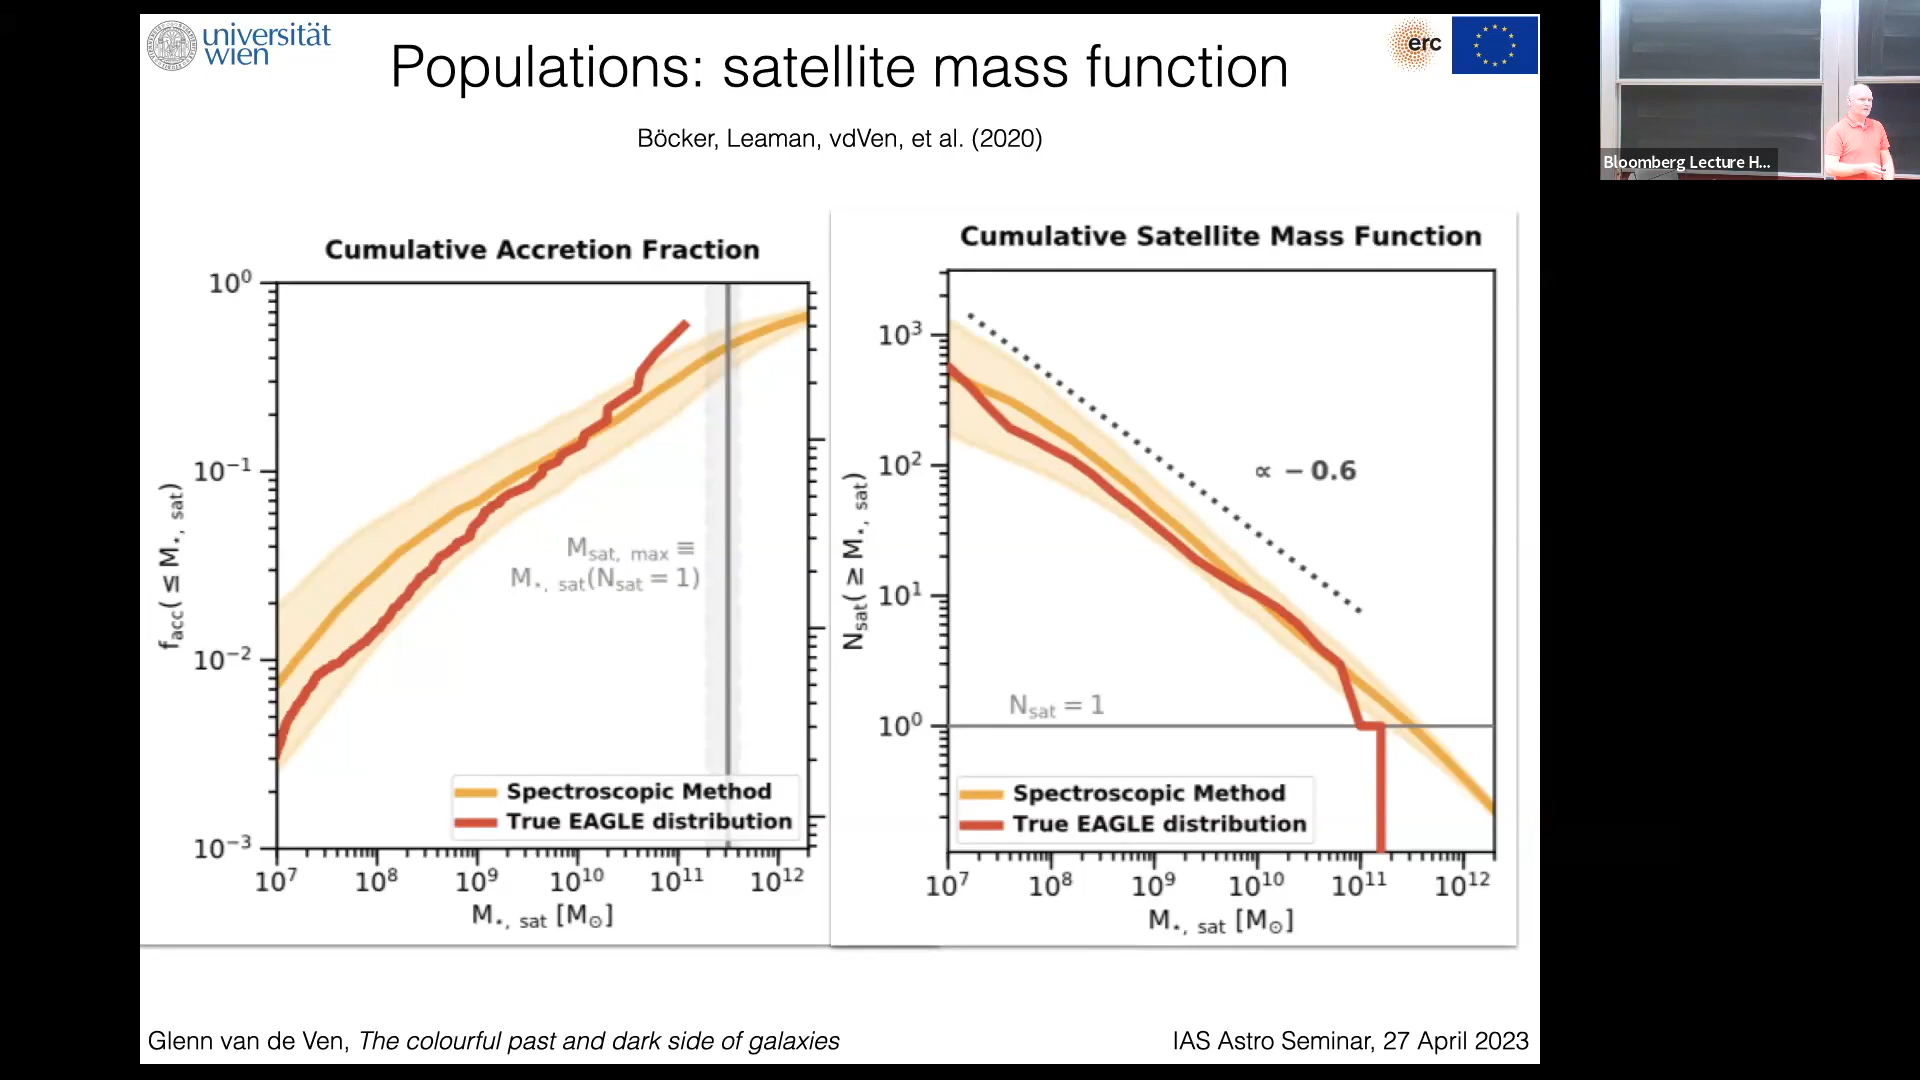 universität
wien
Populations: satellite mass function
erc
Böcker, Leaman, vdVen, et al. (2020)
Cumulative Accretion Fraction
10⁰
10⁻¹
10⁻²
10⁻³
f_acc(≤ M⋆, sat)
M_sat, max ≡
M⋆, sat(N_sat = 1)
Spectroscopic Method
True EAGLE distribution
10⁷ 10⁸ 10⁹ 10¹⁰ 10¹¹ 10¹²
M⋆, sat [M⊙]
Cumulative Satellite Mass Function
10³
10²
10¹
10⁰
N_sat(≥ M⋆, sat)
∝ −0.6
N_sat = 1
Spectroscopic Method
True EAGLE distribution
10⁷ 10⁸ 10⁹ 10¹⁰ 10¹¹ 10¹²
M⋆, sat [M⊙]
Glenn van de Ven, The colourful past and dark side of galaxies
IAS Astro Seminar, 27 April 2023
Bloomberg Lecture H...